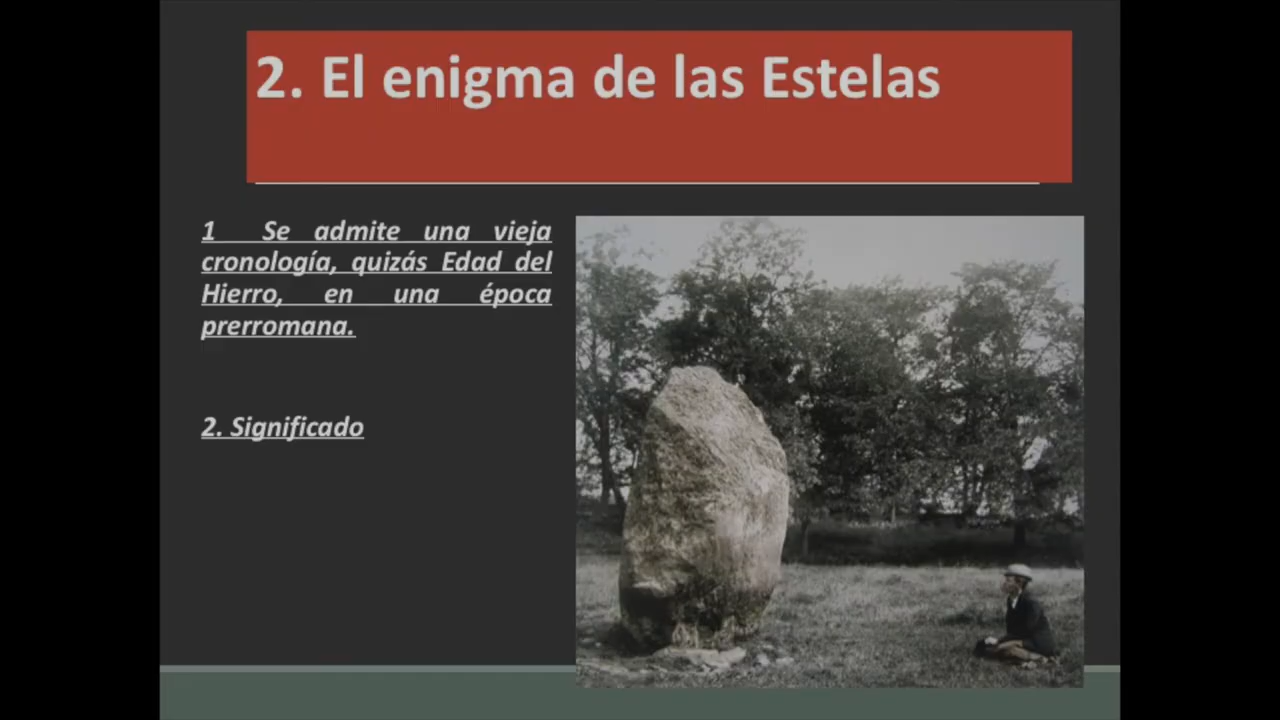 2. El enigma de las Estelas
1 Se admite una vieja
cronología, quizás Edad del
Hierro, en una época
prerromana.
2. Significado